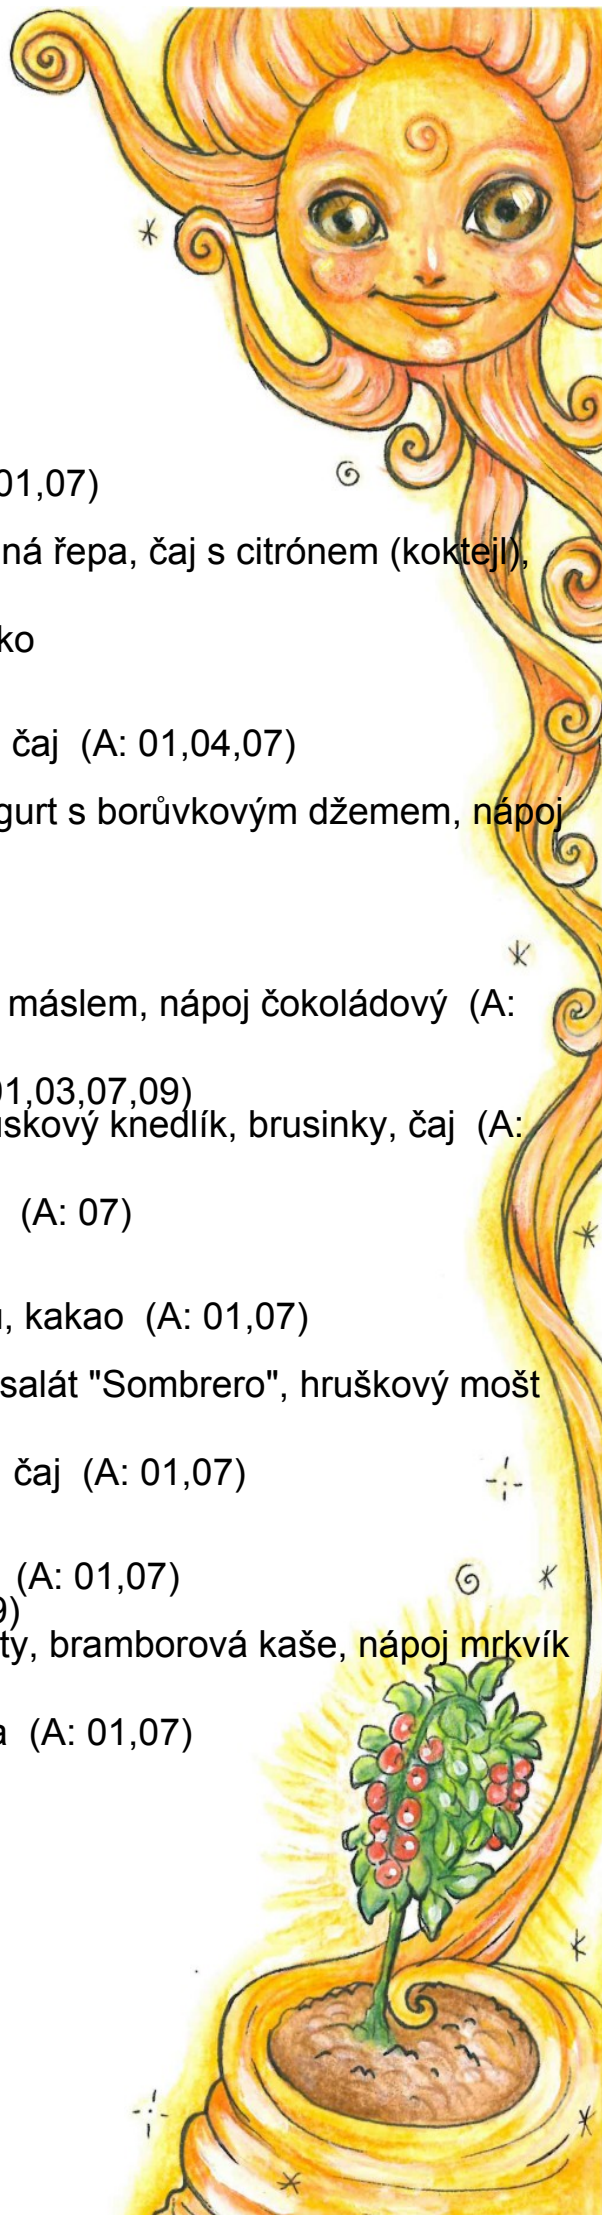 01,07)
ná řepa, čaj s citrónem (koktejl),
ko
čaj (A: 01,04,07)
gurt s borůvkovým džemem, nápoj
máslem, nápoj čokoládový (A:
01,03,07,09)
uskový knedlík, brusinky, čaj (A:
(A: 07)
u, kakao (A: 01,07)
salát "Sombrero", hruškový mošt
čaj (A: 01,07)
(A: 01,07)
9)
ty, bramborová kaše, nápoj mrkvík
a (A: 01,07)